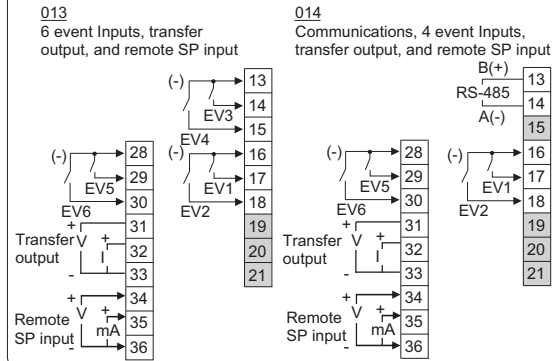 013
6 event Inputs, transfer
output, and remote SP input
(-)
13
14
15
EV3
EV4
(-)
16
17
18
EV1
EV2
19
20
21
(-)
28
29
30
EV5
EV6
Transfer
output
+
V
-
+
I
31
32
33
Remote
SP input
+
V
-
+
mA
34
35
36
014
Communications, 4 event Inputs,
transfer output, and remote SP input
B(+)
RS-485
A(-)
13
14
15
(-)
16
17
18
EV1
EV2
19
20
21
(-)
28
29
30
EV5
EV6
Transfer
output
+
V
-
+
I
31
32
33
Remote
SP input
+
V
-
+
mA
34
35
36